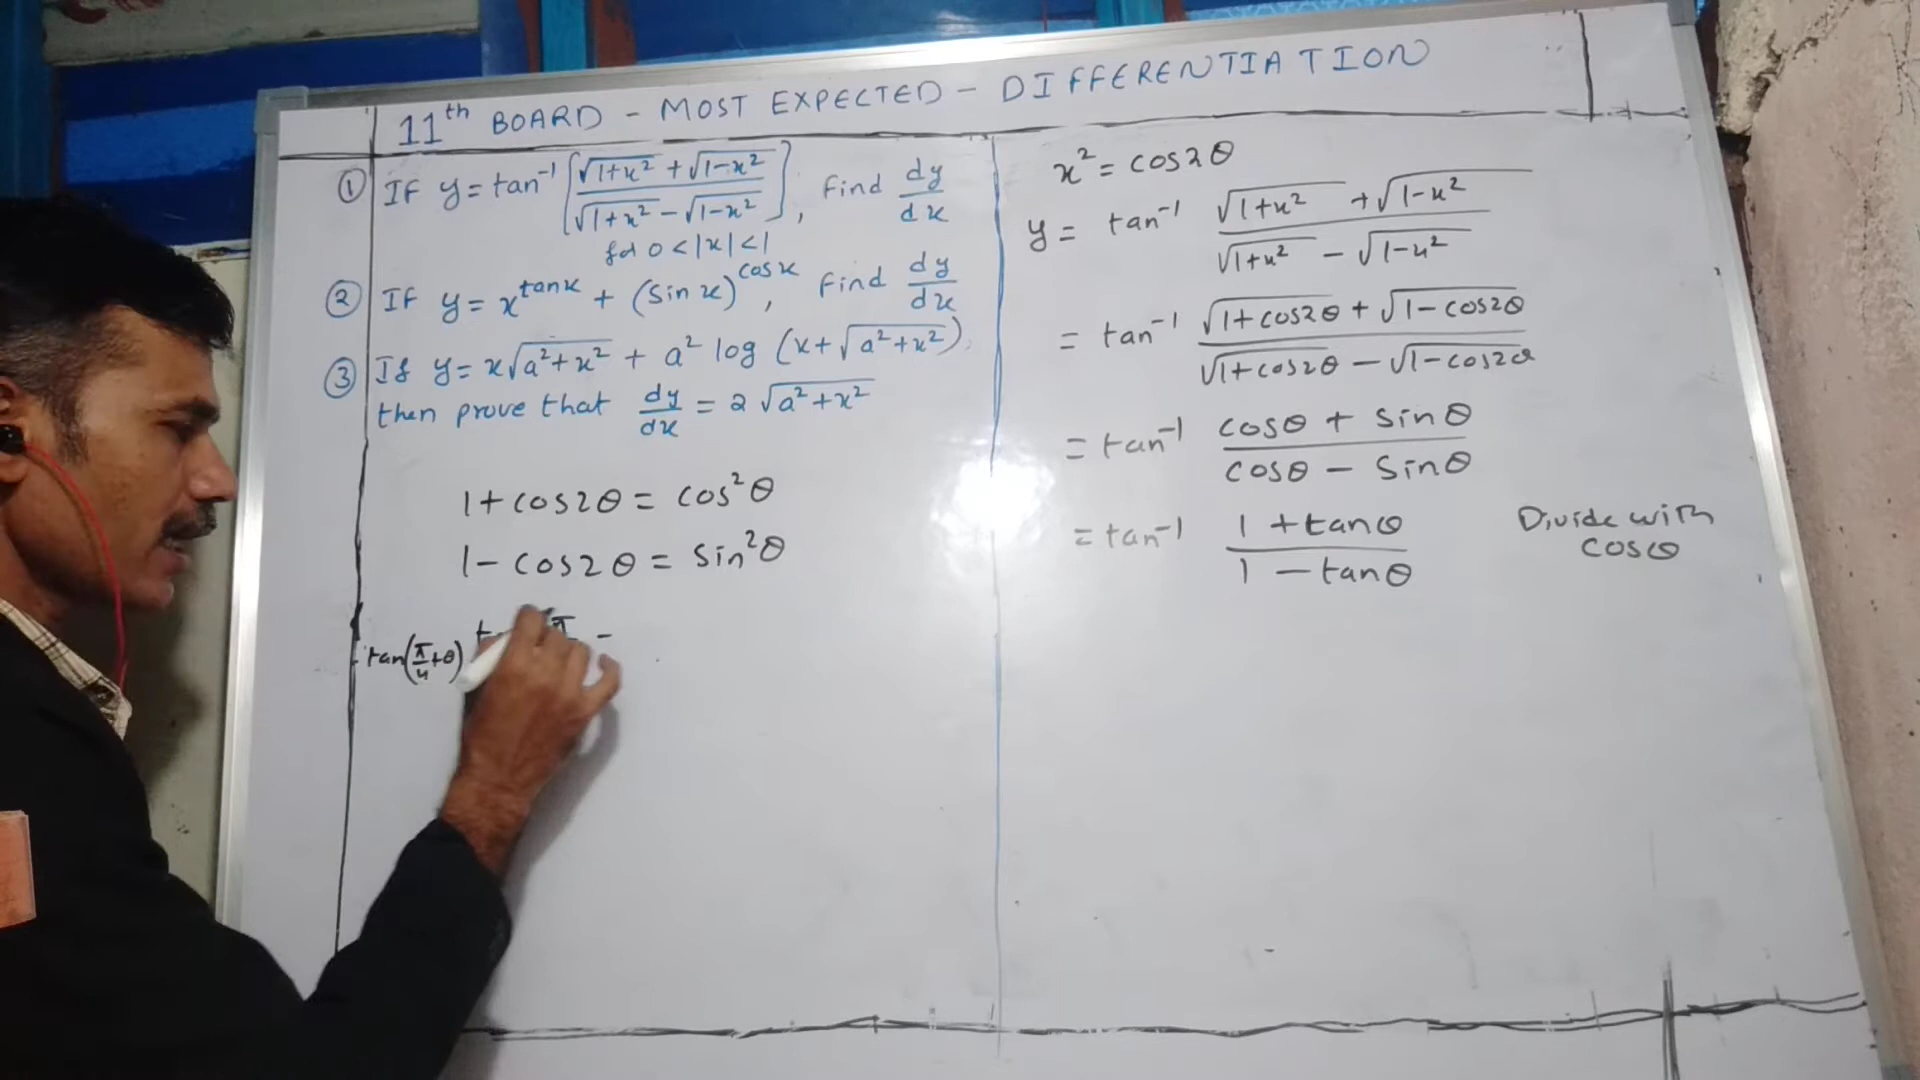 11th BOARD - MOST EXPECTED - DIFFERENTIATION
① IF y = tan⁻¹ [(√1+x² + √1-x²) / (√1+x² - √1-x²)], Find dy/dx
for 0 < |x| < 1
② IF y = x^tanx + (sin x)^cosx, Find dy/dx
③ If y = x√a²+x² + a² log (x+√a²+x²),
then prove that dy/dx = 2√a²+x²
1 + cos2θ = cos²θ
1 - cos2θ = sin²θ
tan(π/4+θ)
x² = cos2θ
y = tan⁻¹ (√1+x² + √1-x²) / (√1+x² - √1-x²)
= tan⁻¹ (√1+cos2θ + √1-cos2θ) / (√1+cos2θ - √1-cos2θ)
= tan⁻¹ (cosθ + sinθ) / (cosθ - sinθ)
= tan⁻¹ (1 + tanθ) / (1 - tanθ) Divide with
cosθ